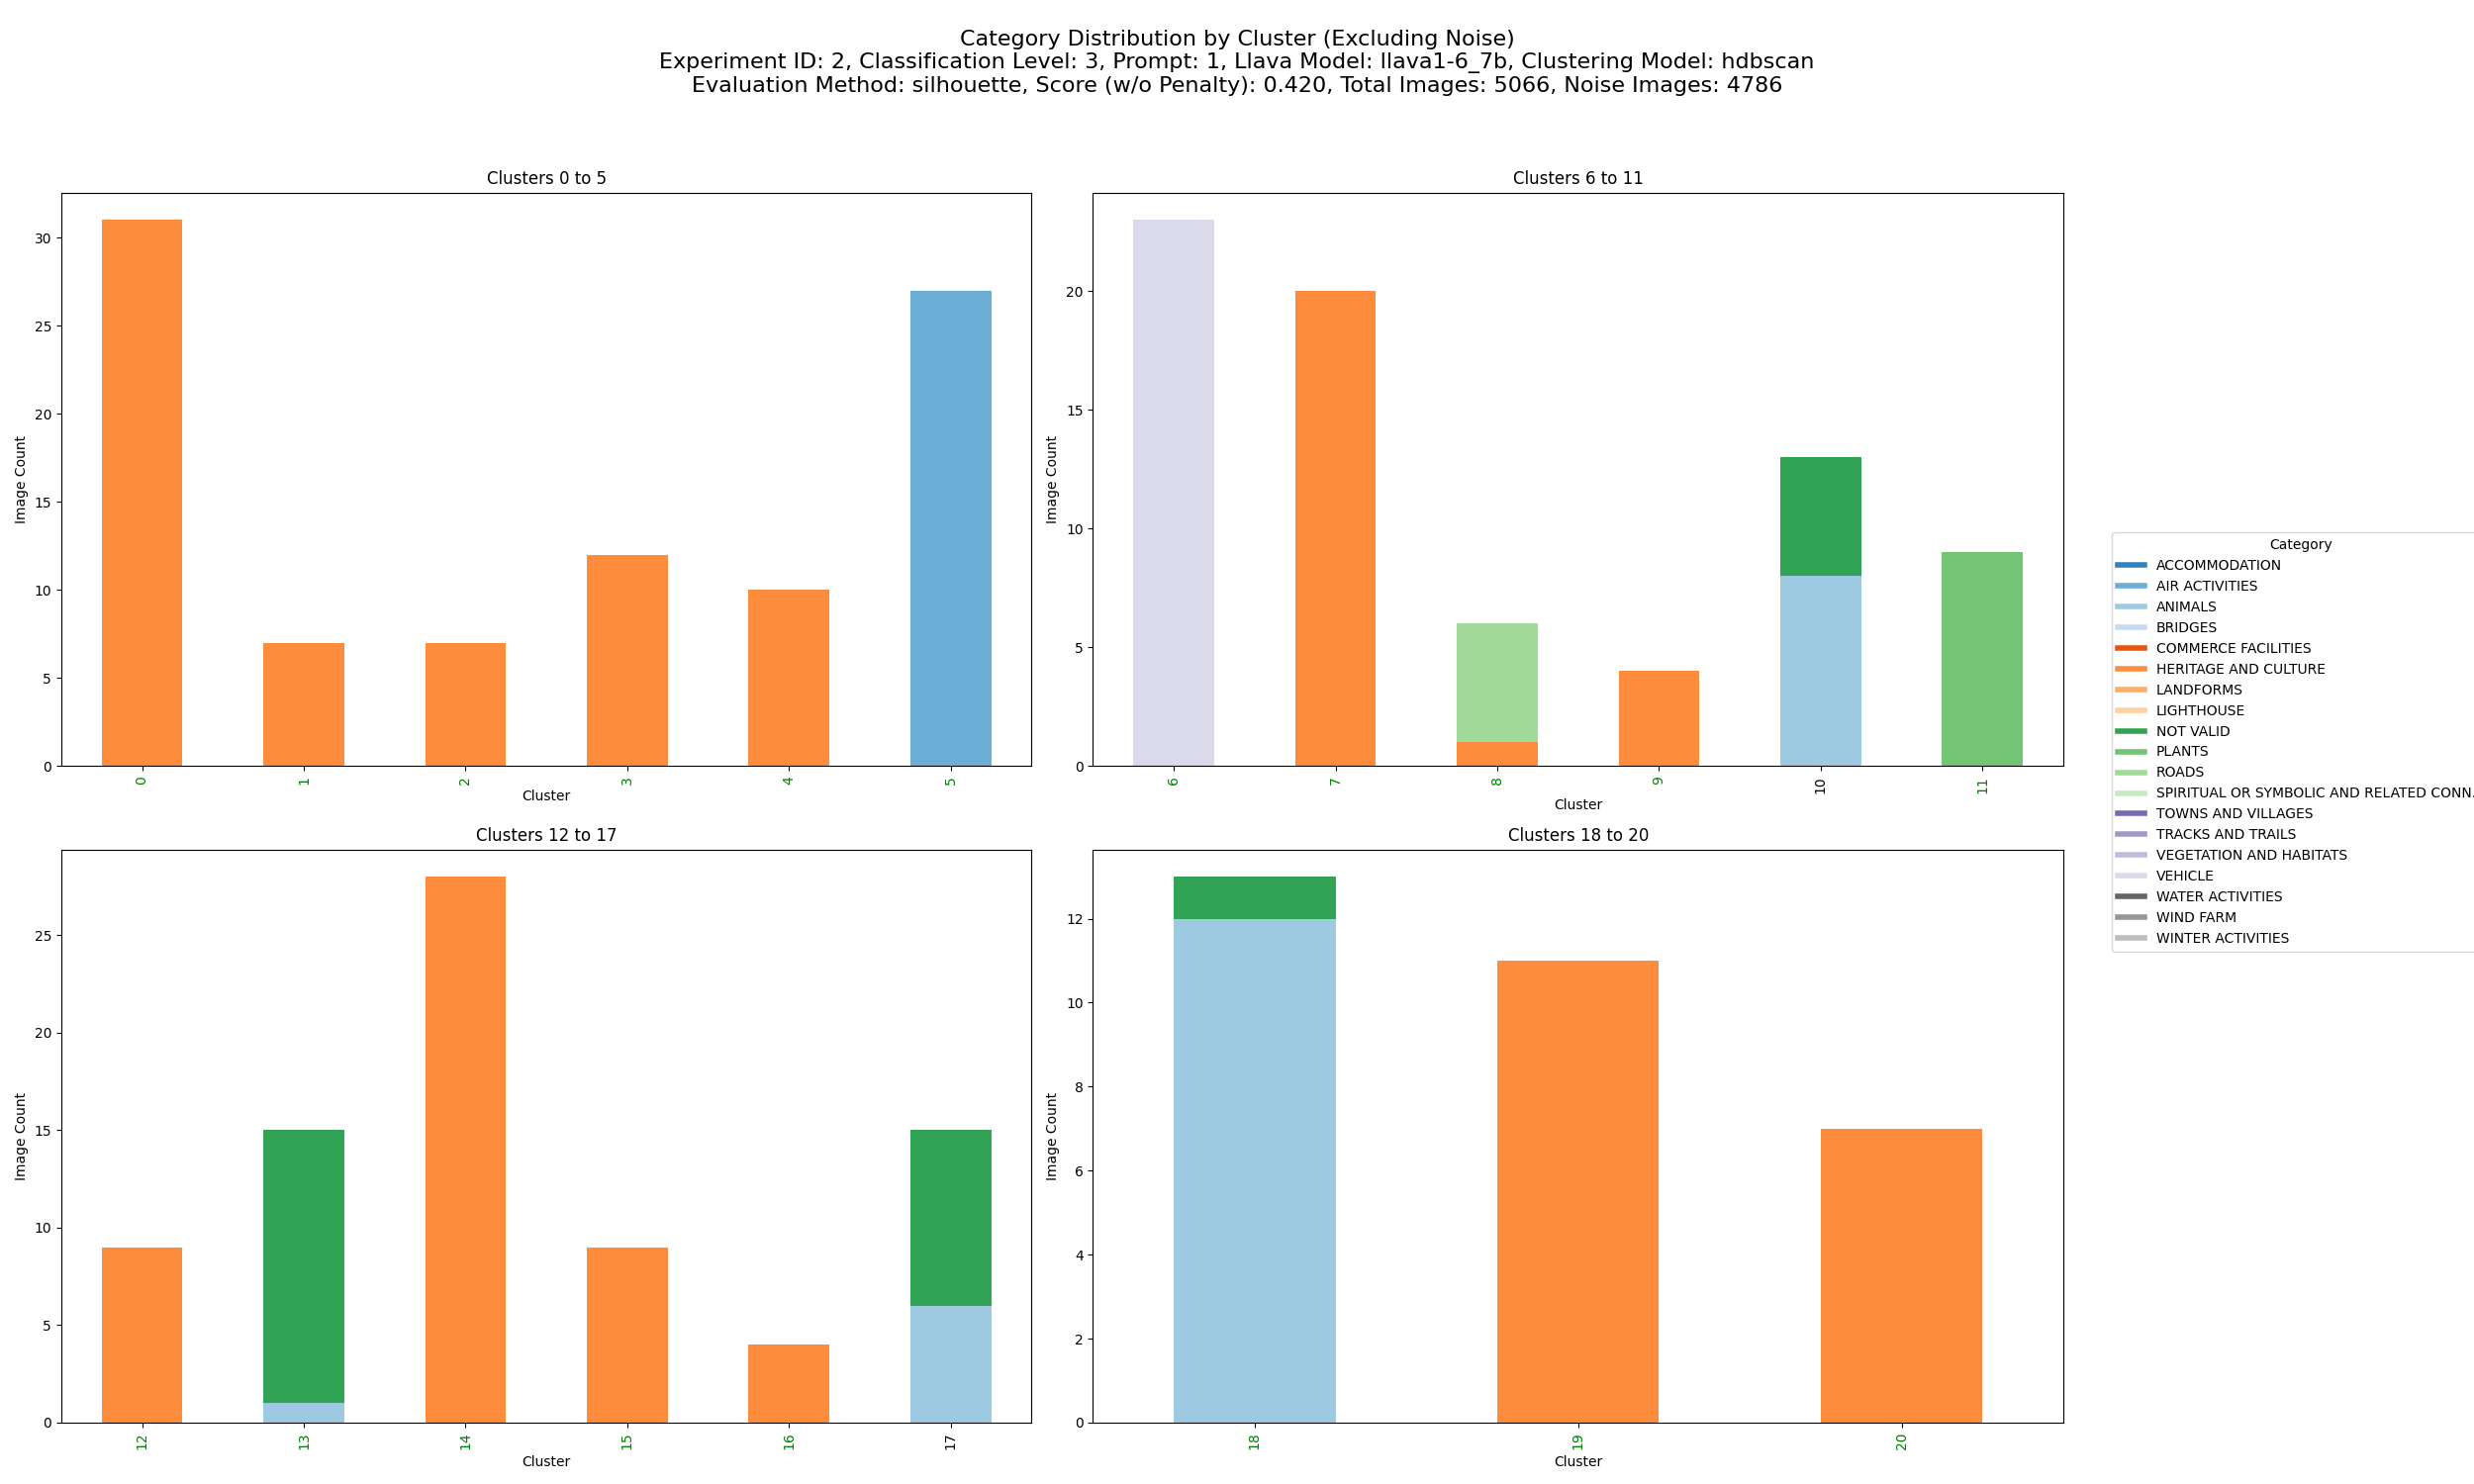 Category Distribution by Cluster (Excluding Noise)
Experiment ID: 2, Classification Level: 3, Prompt: 1, Llava Model: llava1-6_7b, Clustering Model: hdbscan
Evaluation Method: silhouette, Score (w/o Penalty): 0.420, Total Images: 5066, Noise Images: 4786
Clusters 0 to 5
30
25
20
15
10
5
0
Image Count
0 1 2 3 4 5
Cluster
Clusters 6 to 11
20
15
10
5
0
Image Count
6 7 8 9 10 11
Cluster
Clusters 12 to 17
25
20
15
10
5
0
Image Count
12 13 14 15 16 17
Cluster
Clusters 18 to 20
12
10
8
6
4
2
0
Image Count
18 19 20
Cluster
Category
ACCOMMODATION
AIR ACTIVITIES
ANIMALS
BRIDGES
COMMERCE FACILITIES
HERITAGE AND CULTURE
LANDFORMS
LIGHTHOUSE
NOT VALID
PLANTS
ROADS
SPIRITUAL OR SYMBOLIC AND RELATED CONN.
TOWNS AND VILLAGES
TRACKS AND TRAILS
VEGETATION AND HABITATS
VEHICLE
WATER ACTIVITIES
WIND FARM
WINTER ACTIVITIES